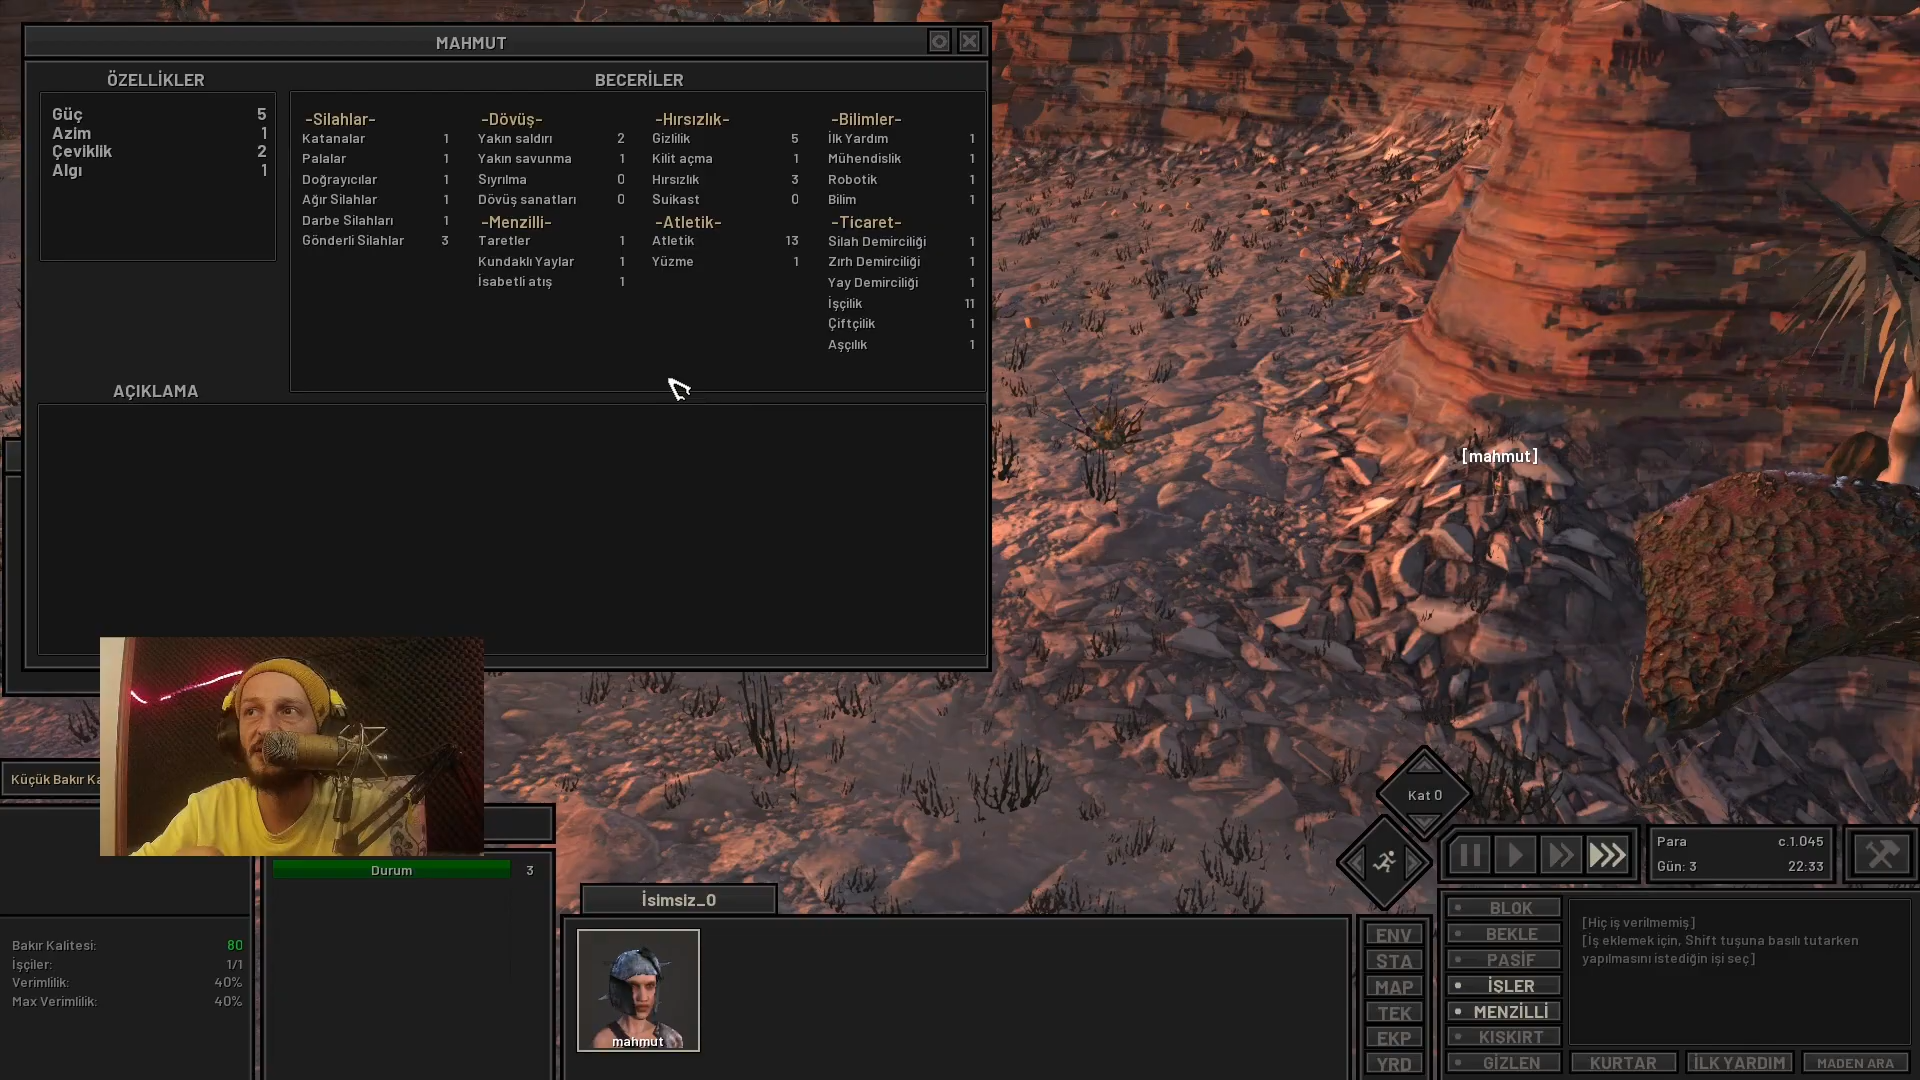 MAHMUT
ÖZELLİKLER
Güç 5
Azim 1
Çeviklik 2
Algı 1
BECERİLER
-Silahlar-
Katanalar 1
Palalar 1
Doğrayıcılar 1
Ağır Silahlar 1
Darbe Silahları 1
Gönderli Silahlar 3
-Dövüş-
Yakın saldırı 2
Yakın savunma 1
Sıyrılma 0
Dövüş sanatları 0
-Menzilli-
Taretler 1
Kundaklı Yaylar 1
İsabetli atış 1
-Hırsızlık-
Gizlilik 5
Kilit açma 1
Hırsızlık 3
Suikast 0
-Atletik-
Atletik 13
Yüzme 1
-Bilimler-
İlk Yardım 1
Mühendislik 1
Robotik 1
Bilim 1
-Ticaret-
Silah Demirciliği 1
Zırh Demirciliği 1
Yay Demirciliği 1
İşçilik 11
Çiftçilik 1
Aşçılık 1
AÇIKLAMA
[mahmut]
Küçük Bakır
Durum 3
Bakır Kalitesi: 80
İşçiler: 1/1
Verimlilik: 40%
Max Verimlilik: 40%
İsimsiz_0
mahmut
Kat 0
Para c.1.045
Gün: 3 22:33
ENV
STA
MAP
TEK
EKP
YRD
BLOK
BEKLE
PASİF
İŞLER
MENZİLLİ
KIŞKIRT
GİZLEN
[Hiç iş verilmemiş]
[İş eklemek için, Shift tuşuna basılı tutarken
yapılmasını istediğin işi seç]
KURTAR
İLK YARDIM
MADEN ARA